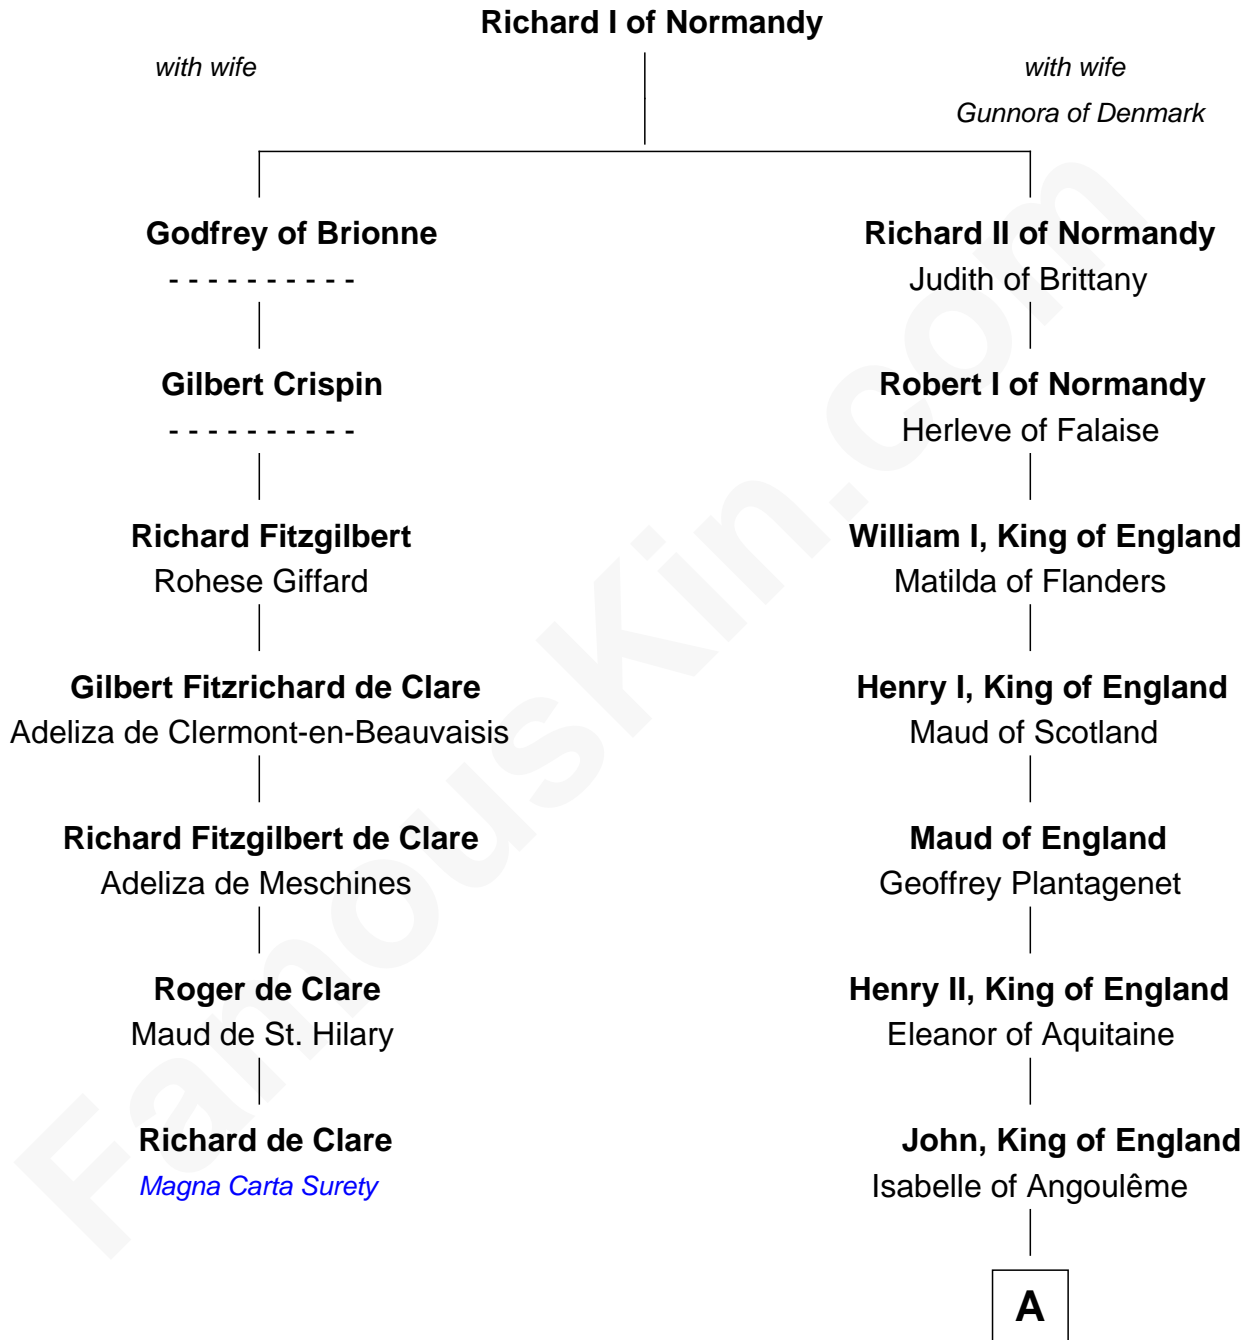 Richard I of Normandy
with wife
with wife
Gunnora of Denmark
Godfrey of Brionne
- - - - - - - - - -
Gilbert Crispin
- - - - - - - - - -
Richard Fitzgilbert
Rohese Giffard
Gilbert Fitzrichard de Clare
Adeliza de Clermont-en-Beauvaisis
Richard Fitzgilbert de Clare
Adeliza de Meschines
Roger de Clare
Maud de St. Hilary
Richard de Clare
Magna Carta Surety
Richard II of Normandy
Judith of Brittany
Robert I of Normandy
Herleve of Falaise
William I, King of England
Matilda of Flanders
Henry I, King of England
Maud of Scotland
Maud of England
Geoffrey Plantagenet
Henry II, King of England
Eleanor of Aquitaine
John, King of England
Isabelle of Angoulême
A
FamousKin.com